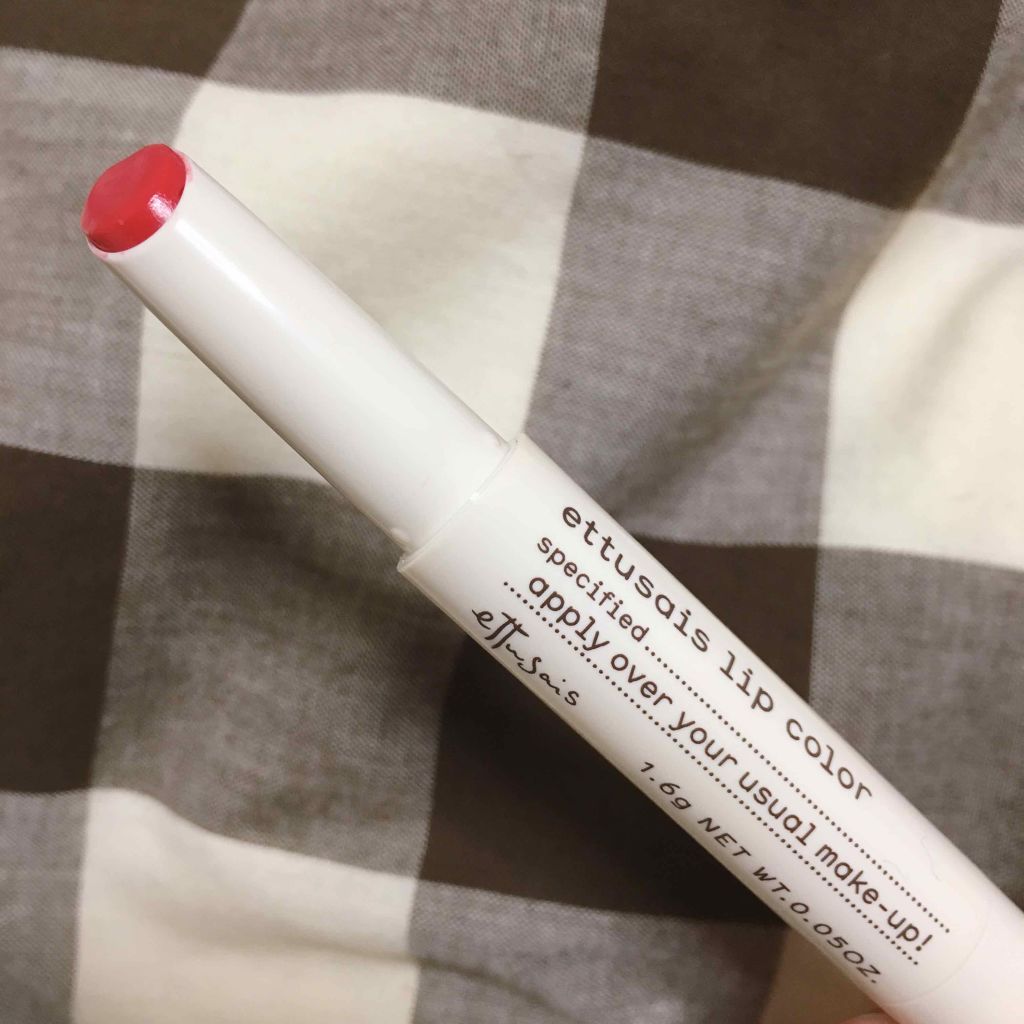 ettusais lip color
specified
apply over your usual make-up!
ettusais
1.6g NET WT.0.05OZ.